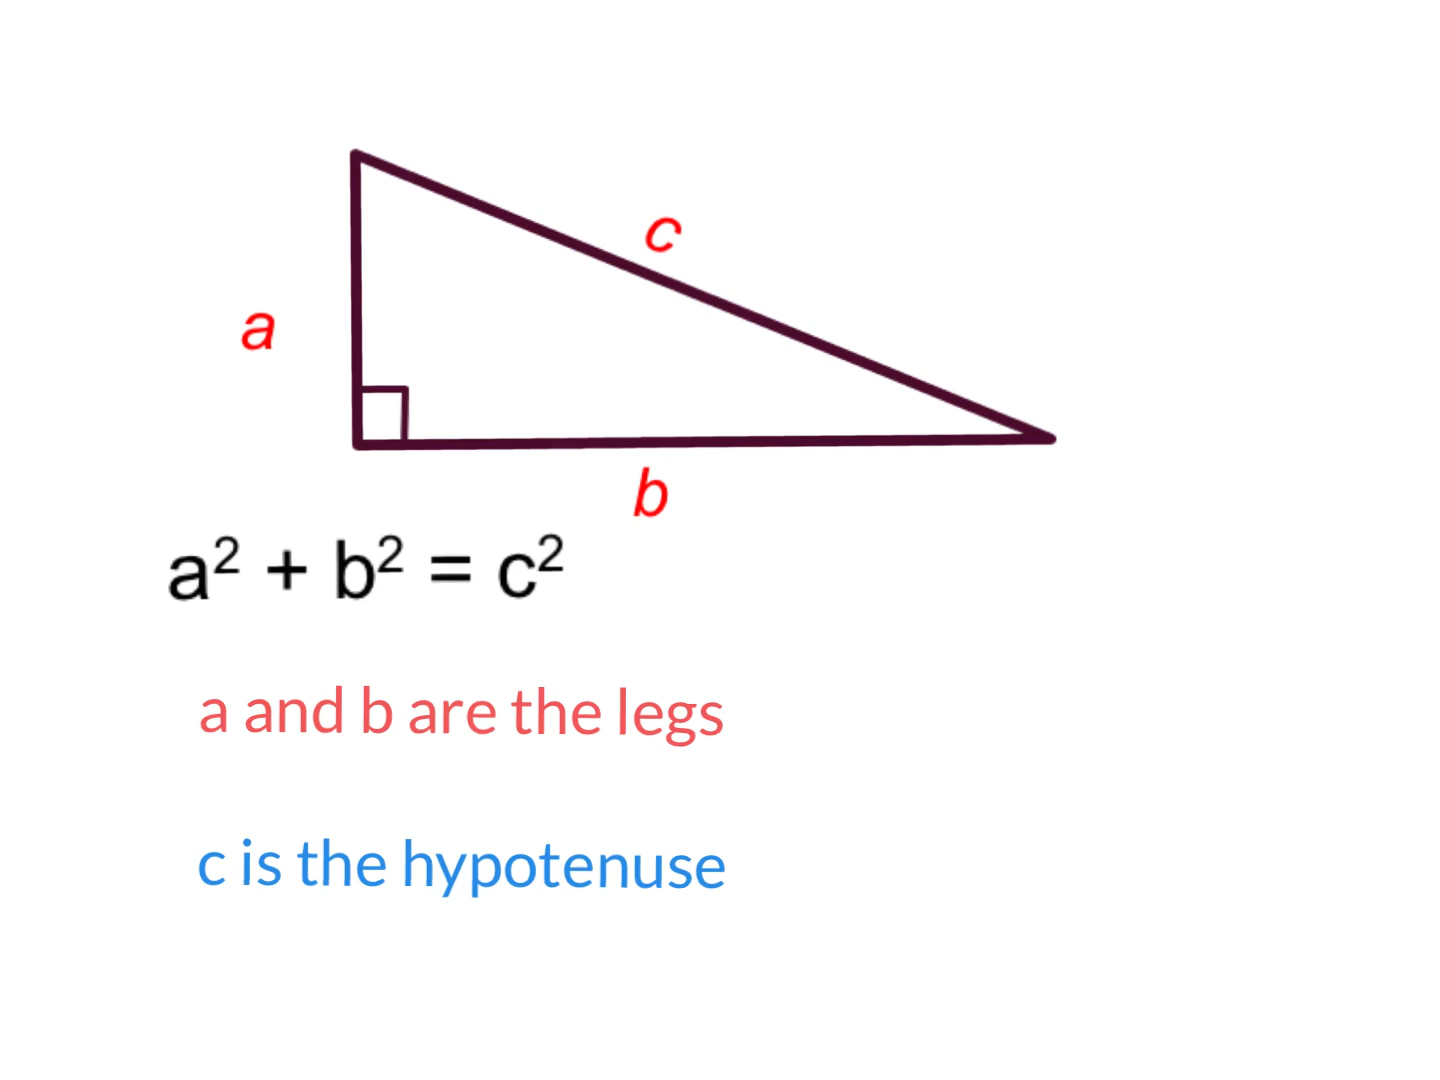 c
a
b
a² + b² = c²
a and b are the legs
c is the hypotenuse